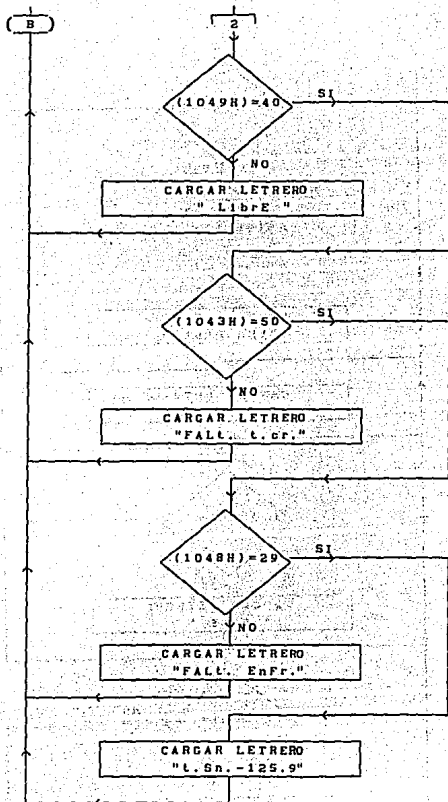 B
2
(1049H)=40
SI
NO
CARGAR LETRERO
" LibrE "
(1043H)=50
SI
NO
CARGAR LETRERO
"FALt. t.cr."
(1048H)=29
SI
NO
CARGAR LETRERO
"FALt. EnFr."
CARGAR LETRERO
"t.Sn.-125.9"